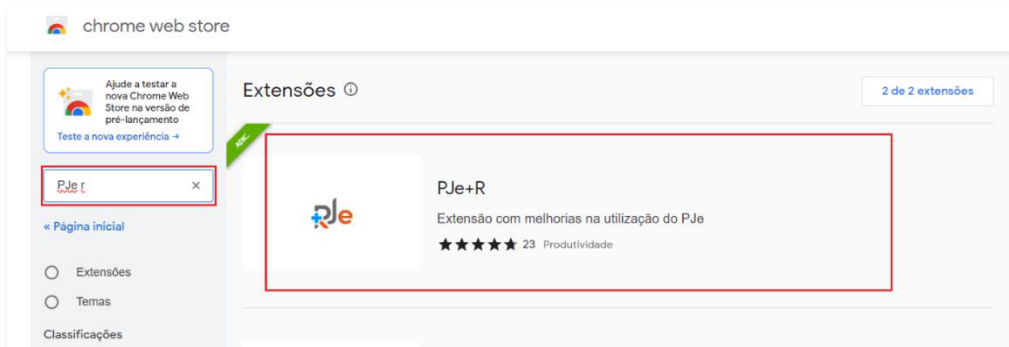 chrome web store
Ajude a testar a
nova Chrome Web
Store na versão de
pré-lançamento
Teste a nova experiência →
PJe r
« Página inicial
Extensões
Temas
Classificações
Extensões
2 de 2 extensões
PJe
PJe+R
Extensão com melhorias na utilização do PJe
23 Produtividade